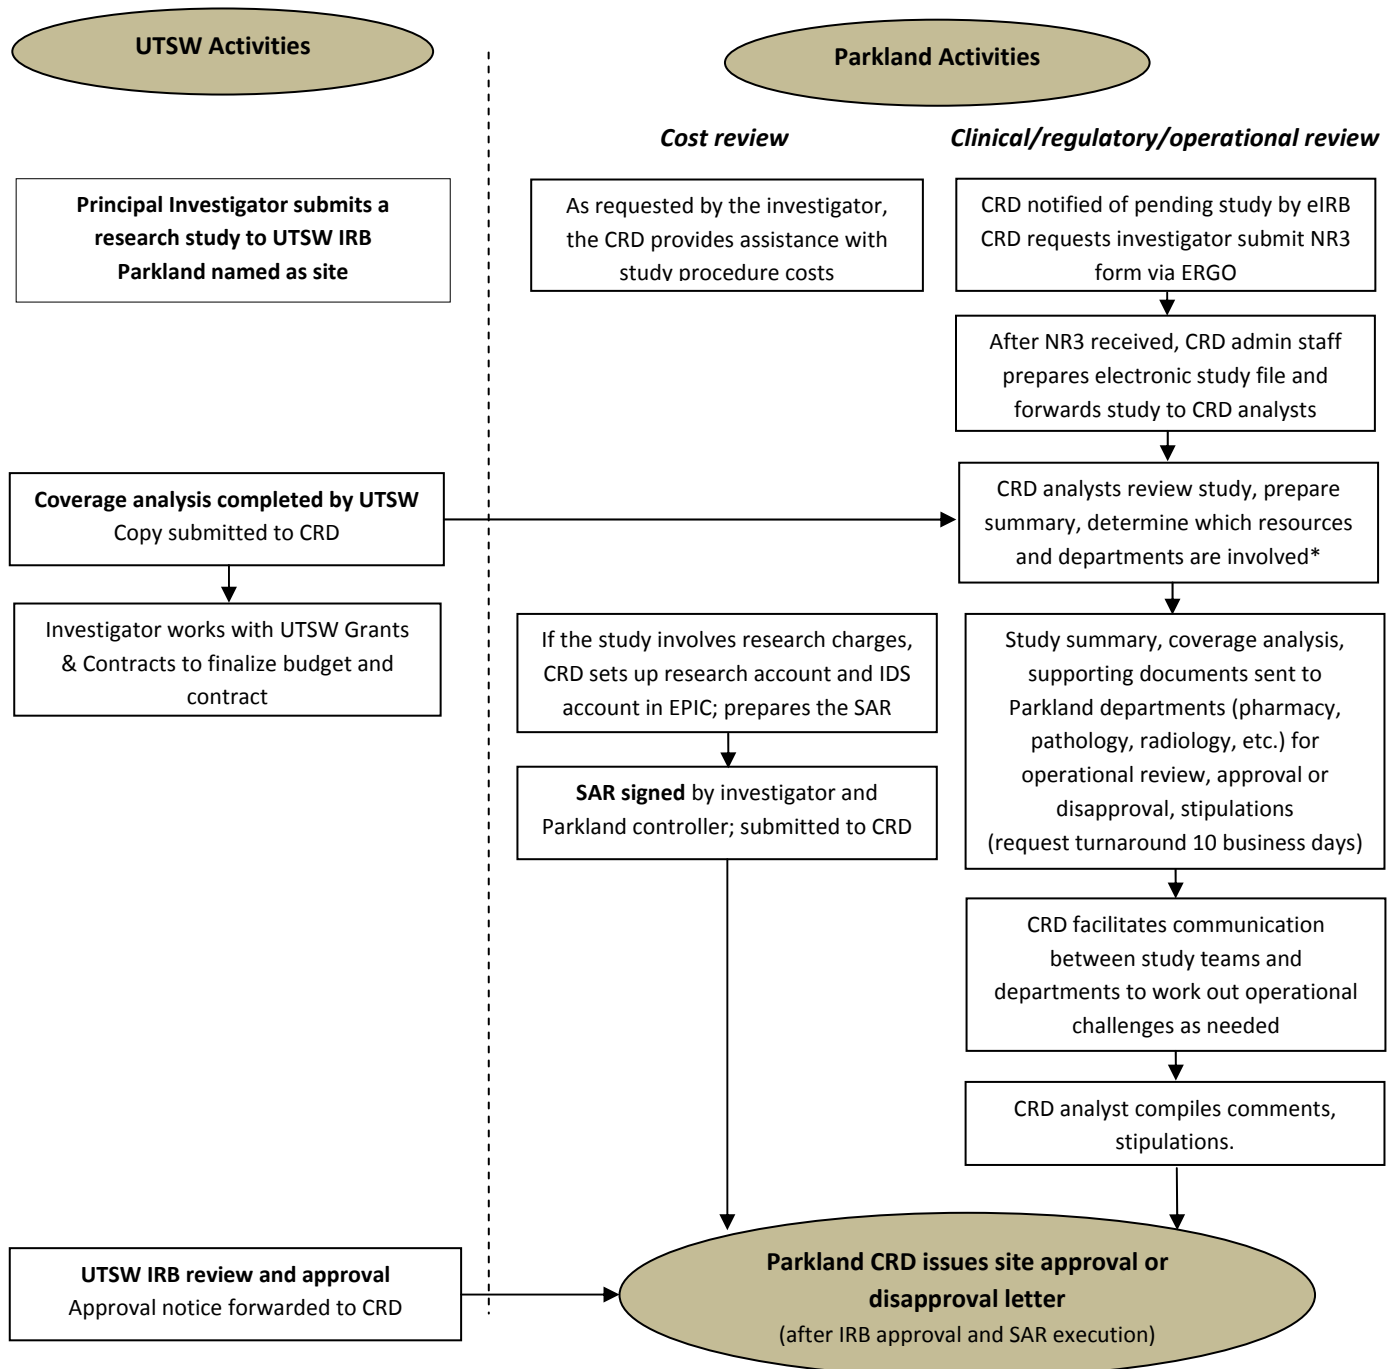 UTSW Activities
Parkland Activities
Cost review
Clinical/regulatory/operational review
Principal Investigator submits a
research study to UTSW IRB
Parkland named as site
As requested by the investigator,
the CRD provides assistance with
study procedure costs
CRD notified of pending study by eIRB
CRD requests investigator submit NR3
form via ERGO
After NR3 received, CRD admin staff
prepares electronic study file and
forwards study to CRD analysts
Coverage analysis completed by UTSW
Copy submitted to CRD
CRD analysts review study, prepare
summary, determine which resources
and departments are involved*
Investigator works with UTSW Grants
& Contracts to finalize budget and
contract
If the study involves research charges,
CRD sets up research account and IDS
account in EPIC; prepares the SAR
Study summary, coverage analysis,
supporting documents sent to
Parkland departments (pharmacy,
pathology, radiology, etc.) for
operational review, approval or
disapproval, stipulations
(request turnaround 10 business days)
SAR signed by investigator and
Parkland controller; submitted to CRD
CRD facilitates communication
between study teams and
departments to work out operational
challenges as needed
CRD analyst compiles comments,
stipulations.
UTSW IRB review and approval
Approval notice forwarded to CRD
Parkland CRD issues site approval or
disapproval letter
(after IRB approval and SAR execution)